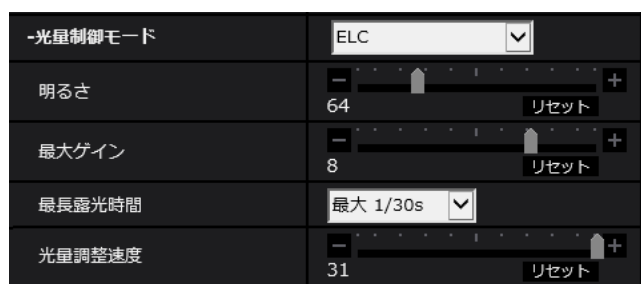 -光量制御モード ELC
明るさ
64 リセット
最大ゲイン
8 リセット
最長露光時間 最大 1/30s
光量調整速度
31 リセット